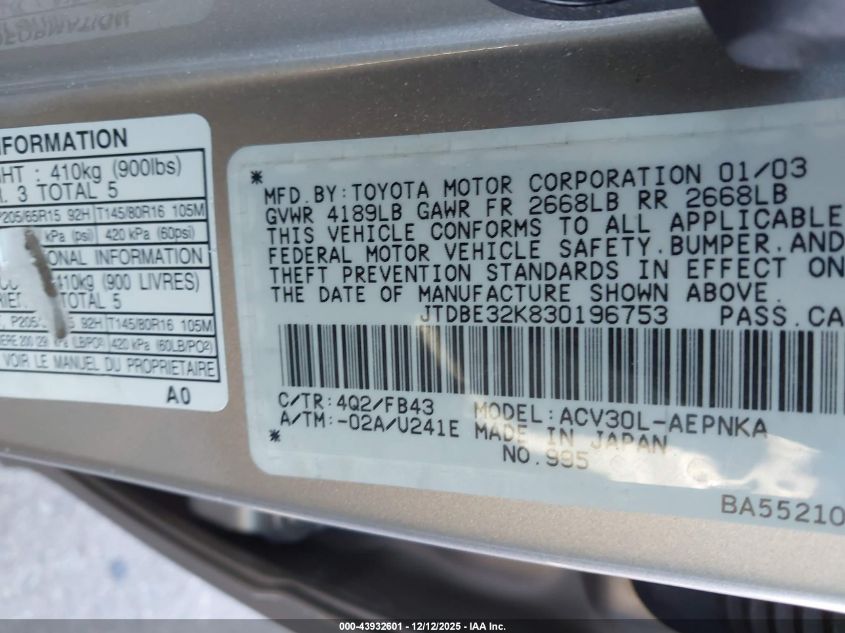 FORMATION
INFORMATION
HT : 410kg (900lbs)
3 TOTAL 5
P205/65R15 92H T145/80R16 105M
kPa (psi) 420 kPa (60psi)
ONAL INFORMATION
410kg (900 LIVRES)
TOTAL 5
92H T145/80R16 105M
420 kPa (60LB/PO²)
VOIR LE MANUEL DU PROPRIETAIRE
A0
* MFD.BY:TOYOTA MOTOR CORPORATION 01/03
GVWR 4189LB GAWR FR 2668LB RR 2668LB
THIS VEHICLE CONFORMS TO ALL APPLICABLE
FEDERAL MOTOR VEHICLE SAFETY.BUMPER.AND
THEFT PREVENTION STANDARDS IN EFFECT ON
THE DATE OF MANUFACTURE SHOWN ABOVE.
* JTDBE32K830196753 PASS.CA
C/TR:4Q2/FB43 MODEL:ACV30L-AEPNKA
A/TM:-02A/U241E MADE IN JAPAN
NO.995
BA55210
000-43932601 - 12/12/2025 - IAA Inc.